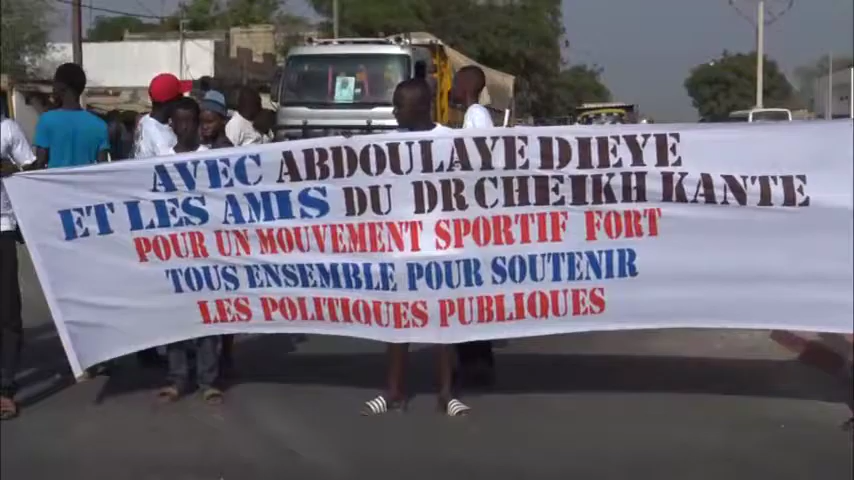 AVEC ABDOULAYE DIEYE
ET LES AMIS DU DR CHEIKH KANTE
POUR UN MOUVEMENT SPORTIF FORT
TOUS ENSEMBLE POUR SOUTENIR
LES POLITIQUES PUBLIQUES